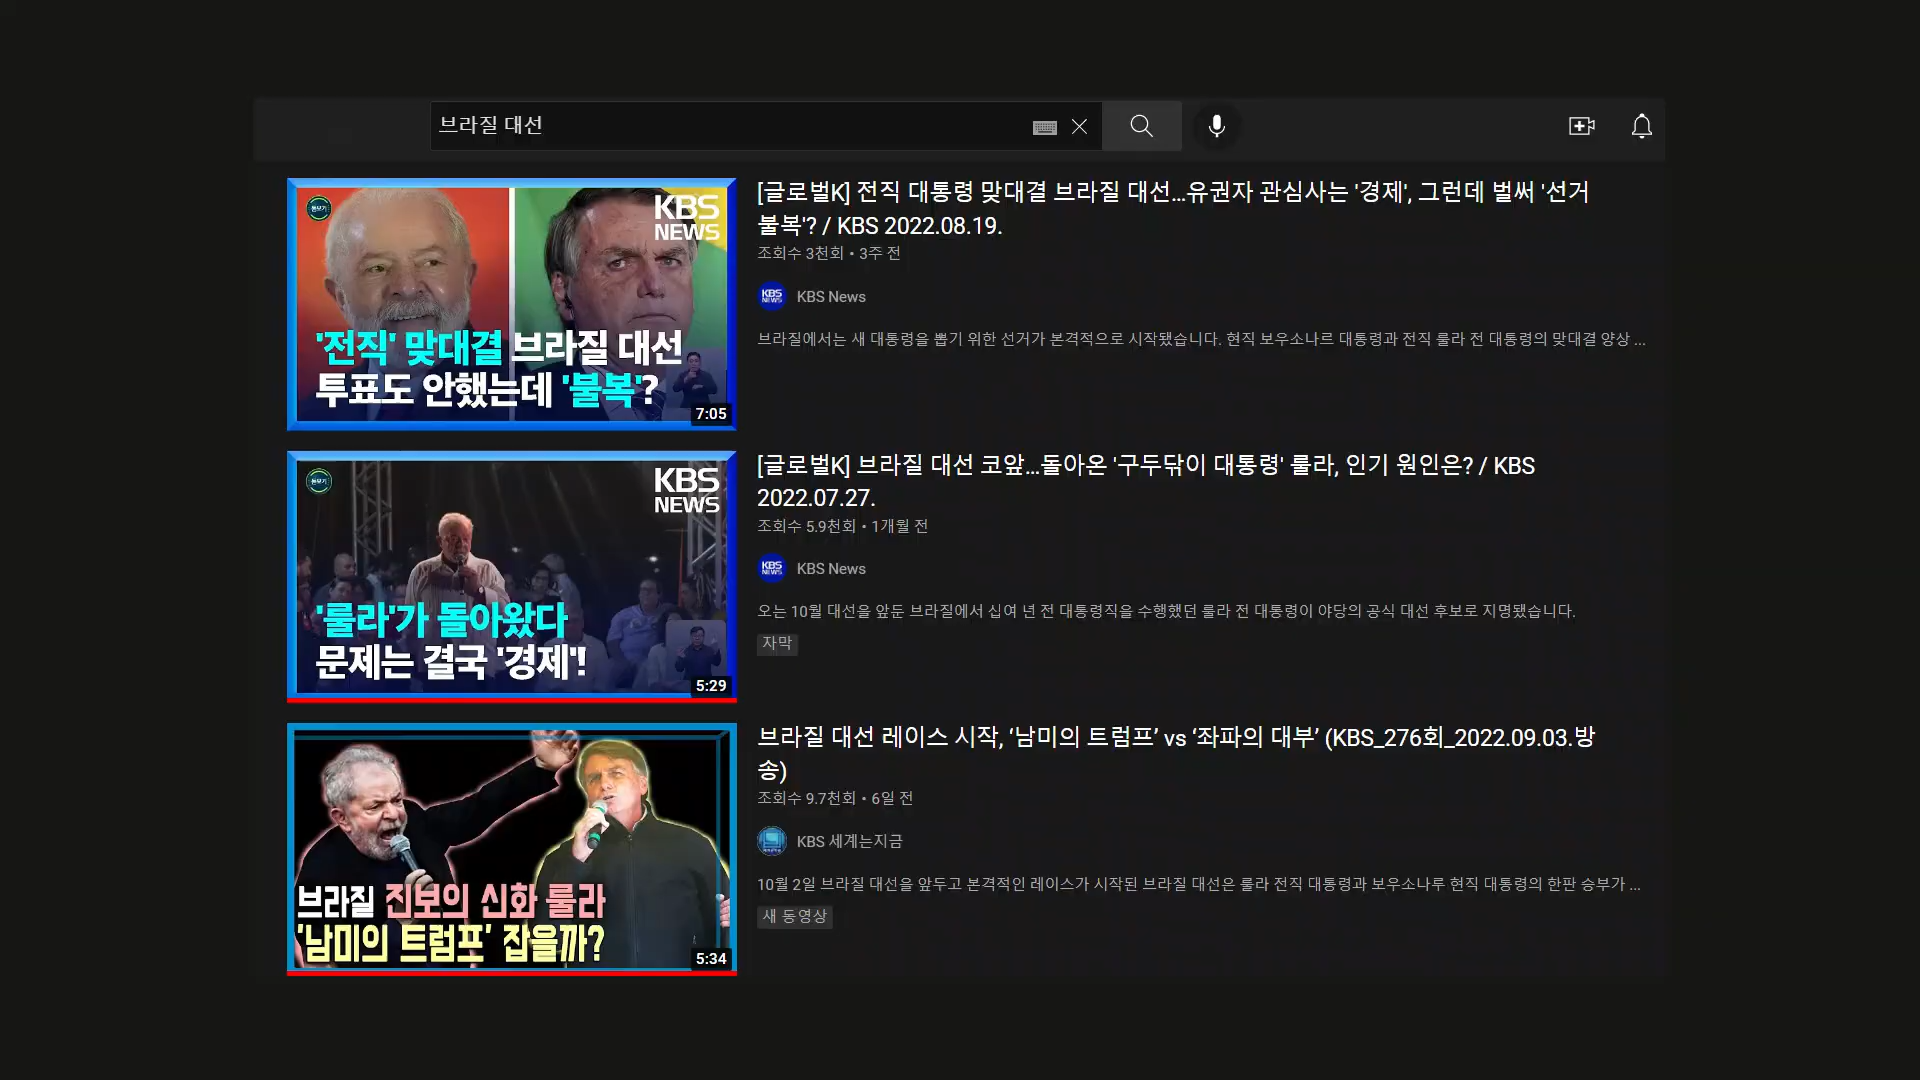 브라질 대선
KBS
NEWS
'전직' 맞대결 브라질 대선
투표도 안했는데 '불복'?
7:05
[글로벌K] 전직 대통령 맞대결 브라질 대선...유권자 관심사는 '경제', 그런데 벌써 '선거
불복'? / KBS 2022.08.19.
조회수 3천회 • 3주 전
KBS
NEWS
KBS News
브라질에서는 새 대통령을 뽑기 위한 선거가 본격적으로 시작됐습니다. 현직 보우소나르 대통령과 전직 룰라 전 대통령의 맞대결 양상 ...
KBS
NEWS
'룰라'가 돌아왔다
문제는 결국 '경제'!
5:29
[글로벌K] 브라질 대선 코앞...돌아온 '구두닦이 대통령' 룰라, 인기 원인은? / KBS
2022.07.27.
조회수 5.9천회 • 1개월 전
KBS
NEWS
KBS News
오는 10월 대선을 앞둔 브라질에서 십여 년 전 대통령직을 수행했던 룰라 전 대통령이 야당의 공식 대선 후보로 지명됐습니다.
자막
브라질 진보의 신화 룰라
'남미의 트럼프' 잡을까?
5:34
브라질 대선 레이스 시작, ‘남미의 트럼프’ vs ‘좌파의 대부’ (KBS_276회_2022.09.03.방
송)
조회수 9.7천회 • 6일 전
KBS 세계는지금
10월 2일 브라질 대선을 앞두고 본격적인 레이스가 시작된 브라질 대선은 룰라 전직 대통령과 보우소나루 현직 대통령의 한판 승부가 ...
새 동영상